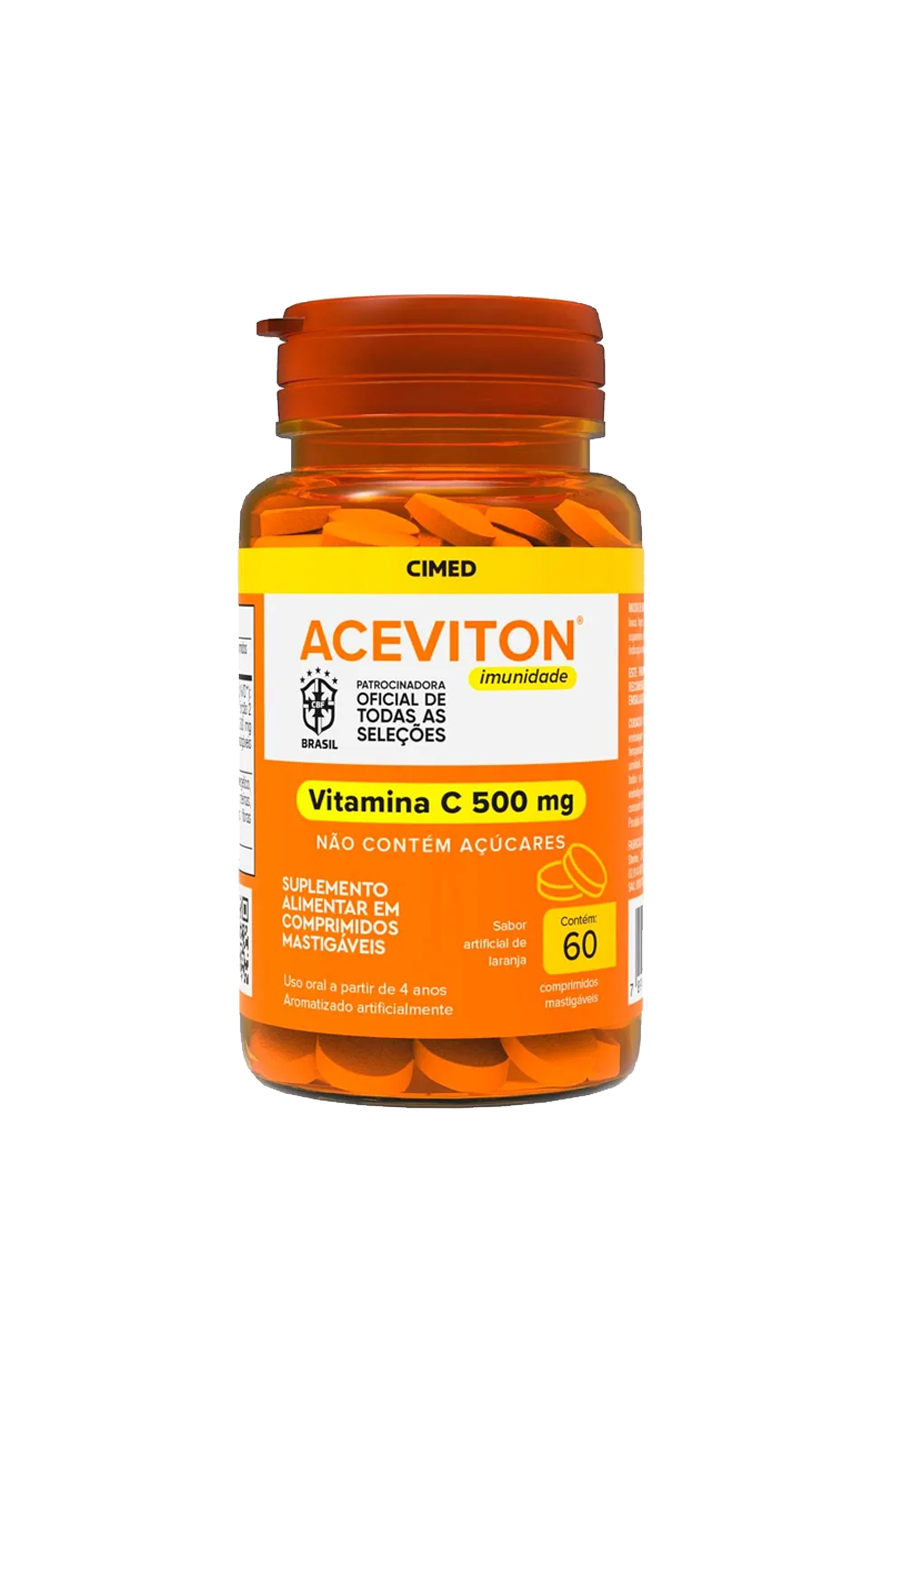 CIMED
ACEVITON®
imunidade
PATROCINADORA
OFICIAL DE
TODAS AS
SELEÇÕES
CBF
BRASIL
Vitamina C 500 mg
NÃO CONTÉM AÇÚCARES
SUPLEMENTO
ALIMENTAR EM
COMPRIMIDOS
MASTIGÁVEIS
Sabor
artificial de
laranja
Contém:
60
comprimidos
mastigáveis
Uso oral a partir de 4 anos
Aromatizado artificialmente